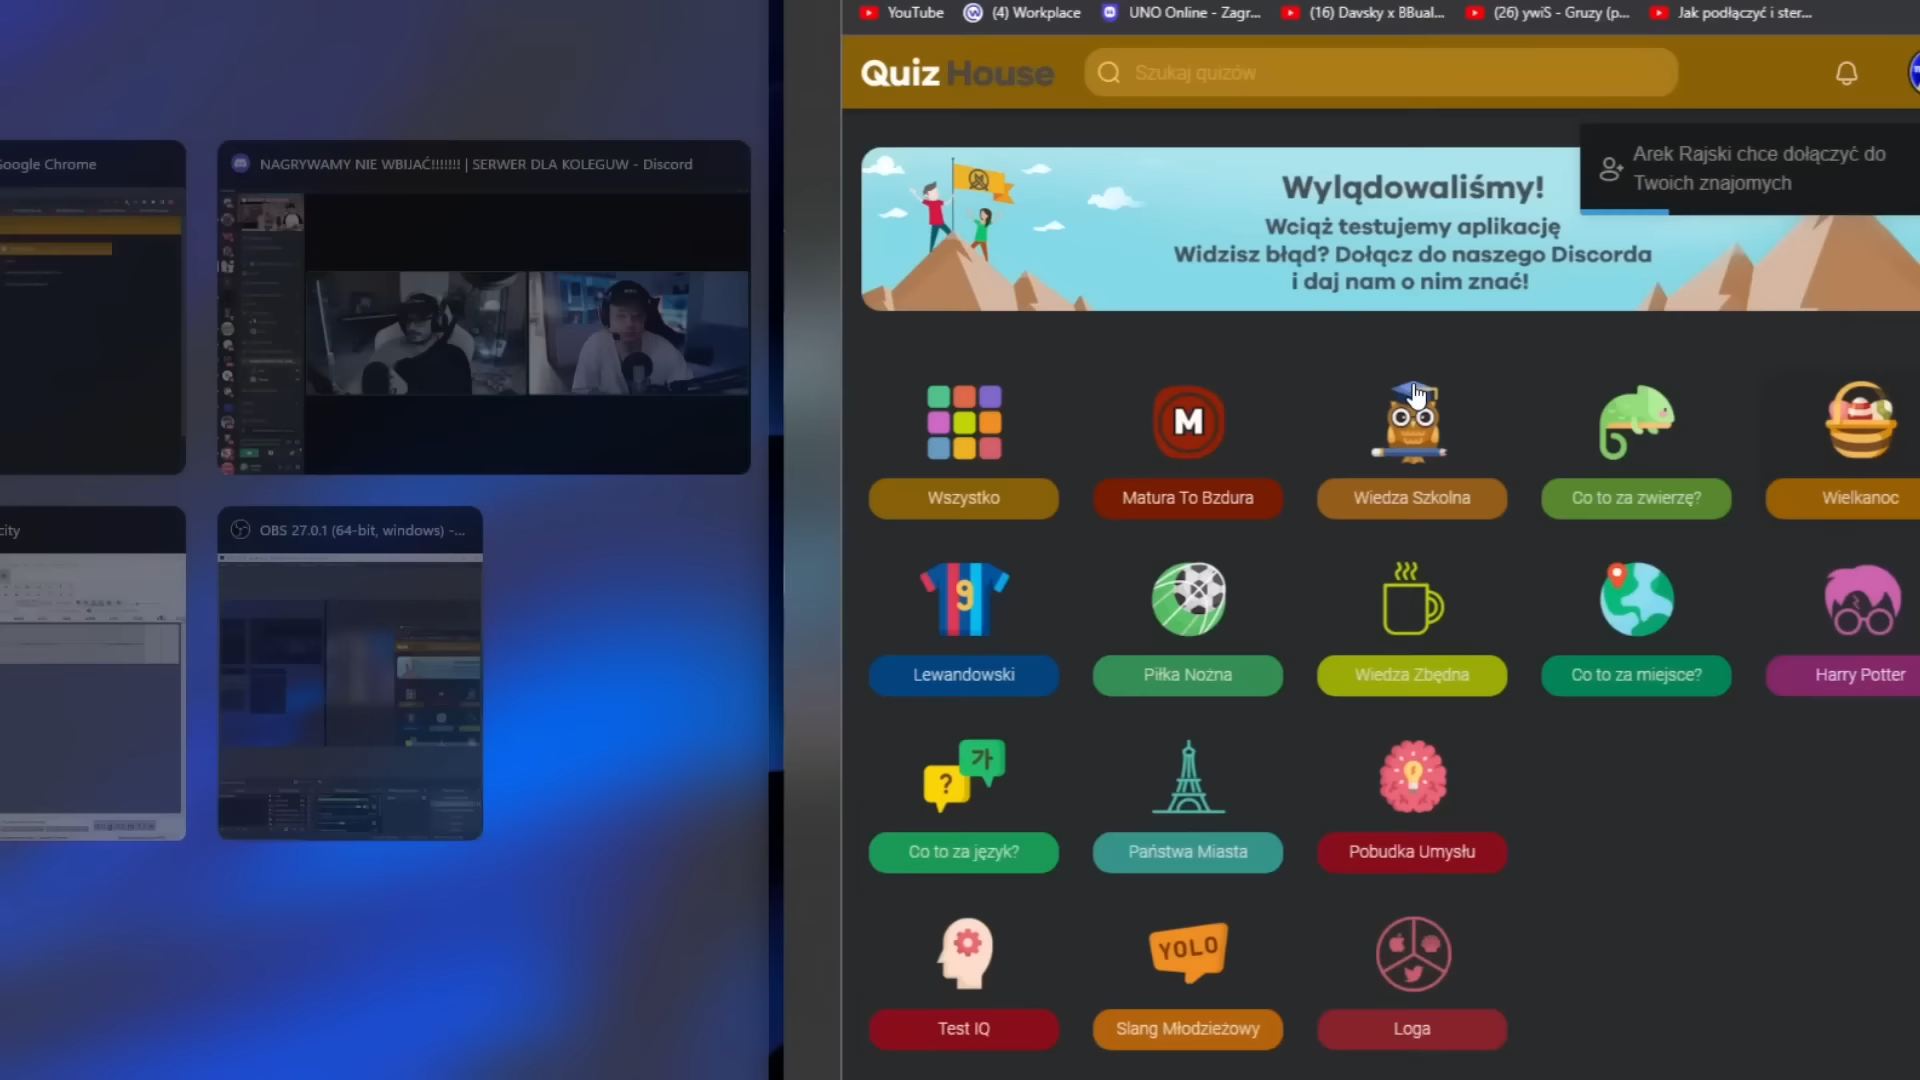 YouTube
(4) Workplace
UNO Online - Zagr...
(16) Davsky x BBual...
(26) ywiS - Gruzy (p...
Jak podłączyć i ster...
Quiz House
Szukaj quizów
Google Chrome
NAGRYWAMY NIE WBIJAĆ!!!!!!! | SERWER DLA KOLEGUW - Discord
Arek Rajski chce dołączyć do
Twoich znajomych
Wylądowaliśmy!
Wciąż testujemy aplikację
Widzisz błąd? Dołącz do naszego Discorda
i daj nam o nim znać!
M
Wszystko
Matura To Bzdura
Wiedza Szkolna
Co to za zwierzę?
Wielkanoc
city
OBS 27.0.1 (64-bit, windows) -...
9
Lewandowski
Piłka Nożna
Wiedza Zbędna
Co to za miejsce?
Harry Potter
?
가
Co to za język?
Państwa Miasta
Pobudka Umysłu
YOLO
Test IQ
Slang Młodzieżowy
Loga